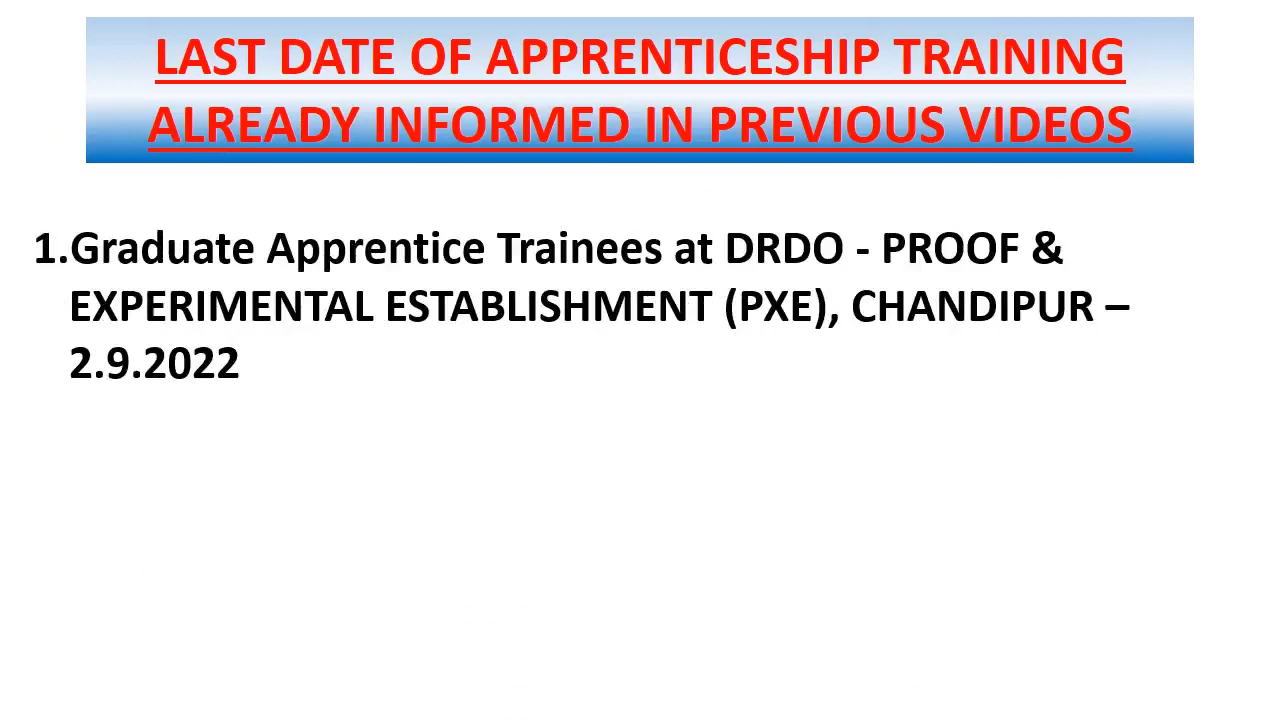 LAST DATE OF APPRENTICESHIP TRAINING
ALREADY INFORMED IN PREVIOUS VIDEOS
1.Graduate Apprentice Trainees at DRDO - PROOF &
EXPERIMENTAL ESTABLISHMENT (PXE), CHANDIPUR –
2.9.2022